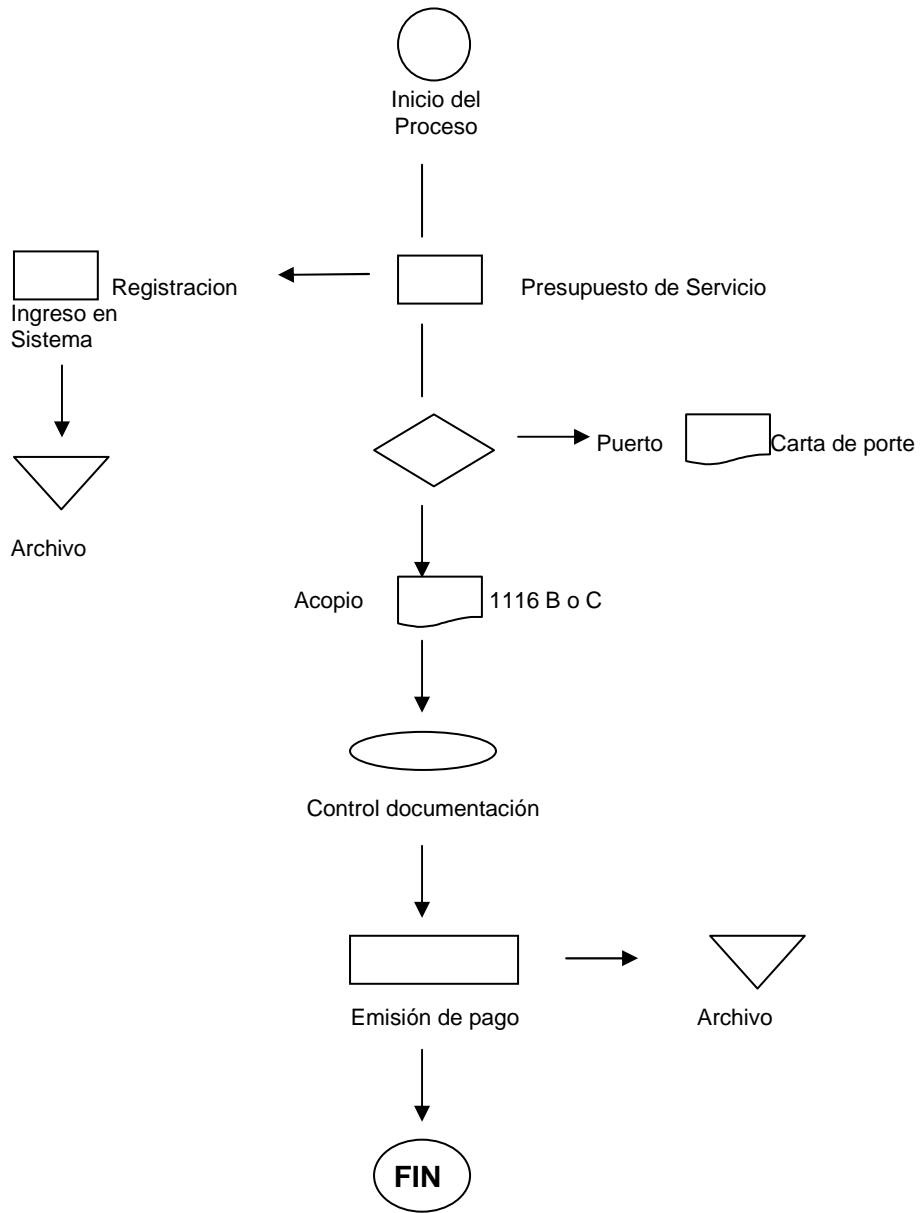 Inicio del
Proceso
Registracion
Presupuesto de Servicio
Ingreso en
Sistema
Puerto
Carta de porte
Archivo
Acopio
1116 B o C
Control documentación
Emisión de pago
Archivo
FIN